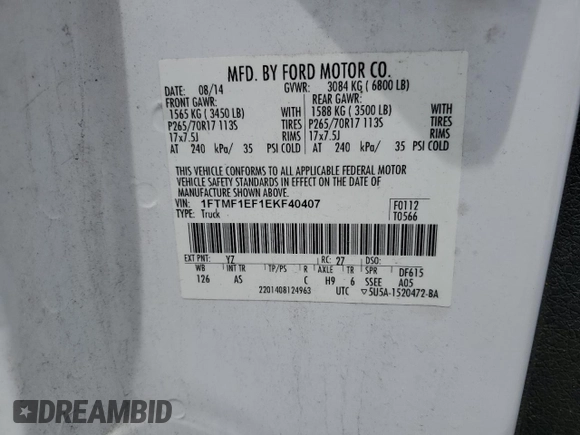 MFD. BY FORD MOTOR CO.
DATE: 08/14 GVWR: 3084 KG ( 6800 LB)
FRONT GAWR: REAR GAWR:
1565 KG ( 3450 LB) WITH 1588 KG ( 3500 LB) WITH
P265/70R17 113S TIRES P265/70R17 113S TIRES
17x7.5J RIMS 17x7.5J RIMS
AT 240 kPa/ 35 PSI COLD AT 240 kPa/ 35 PSI COLD
THIS VEHICLE CONFORMS TO ALL APPLICABLE FEDERAL MOTOR
VEHICLE SAFETY STANDARDS IN EFFECT ON THE DATE OF
MANUFACTURE SHOWN ABOVE.
VIN: 1FTMF1EF1EKF40407 F0112
TYPE: Truck T0566
EXT PNT: YZ RC: 27 DSO:
WB INT TR TP/PS R AXLE TR SPR DF615
126 AS C H9 6 SSEE A05
2201408124963 UTC ▽5U5A-1520472-BA
DREAMBID